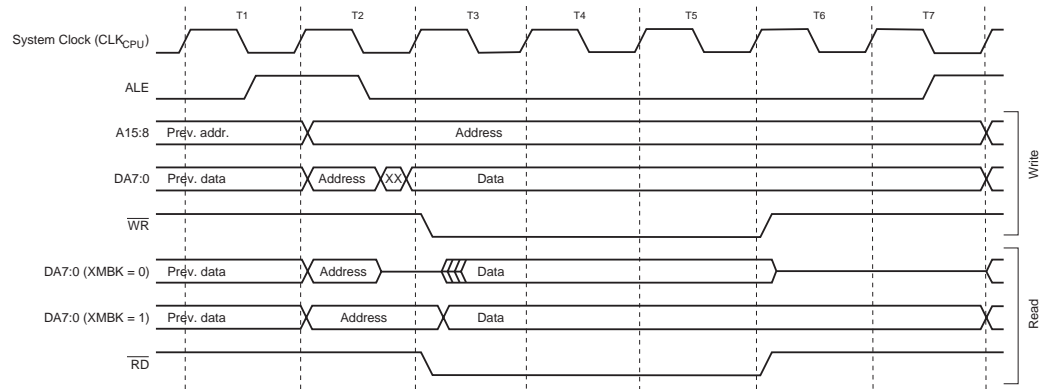 T1 T2 T3 T4 T5 T6 T7
System Clock (CLKCPU)
ALE
A15:8 Prev. addr. Address
DA7:0 Prev. data Address XX Data
WR
Write
DA7:0 (XMBK = 0) Prev. data Address Data
DA7:0 (XMBK = 1) Prev. data Address Data
RD
Read